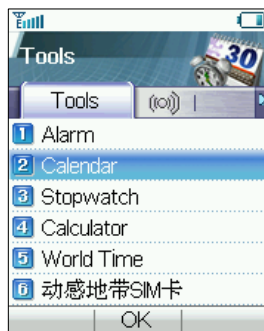 30
Tools
Tools
1 Alarm
2 Calendar
3 Stopwatch
4 Calculator
5 World Time
6 动感地带SIM卡
OK